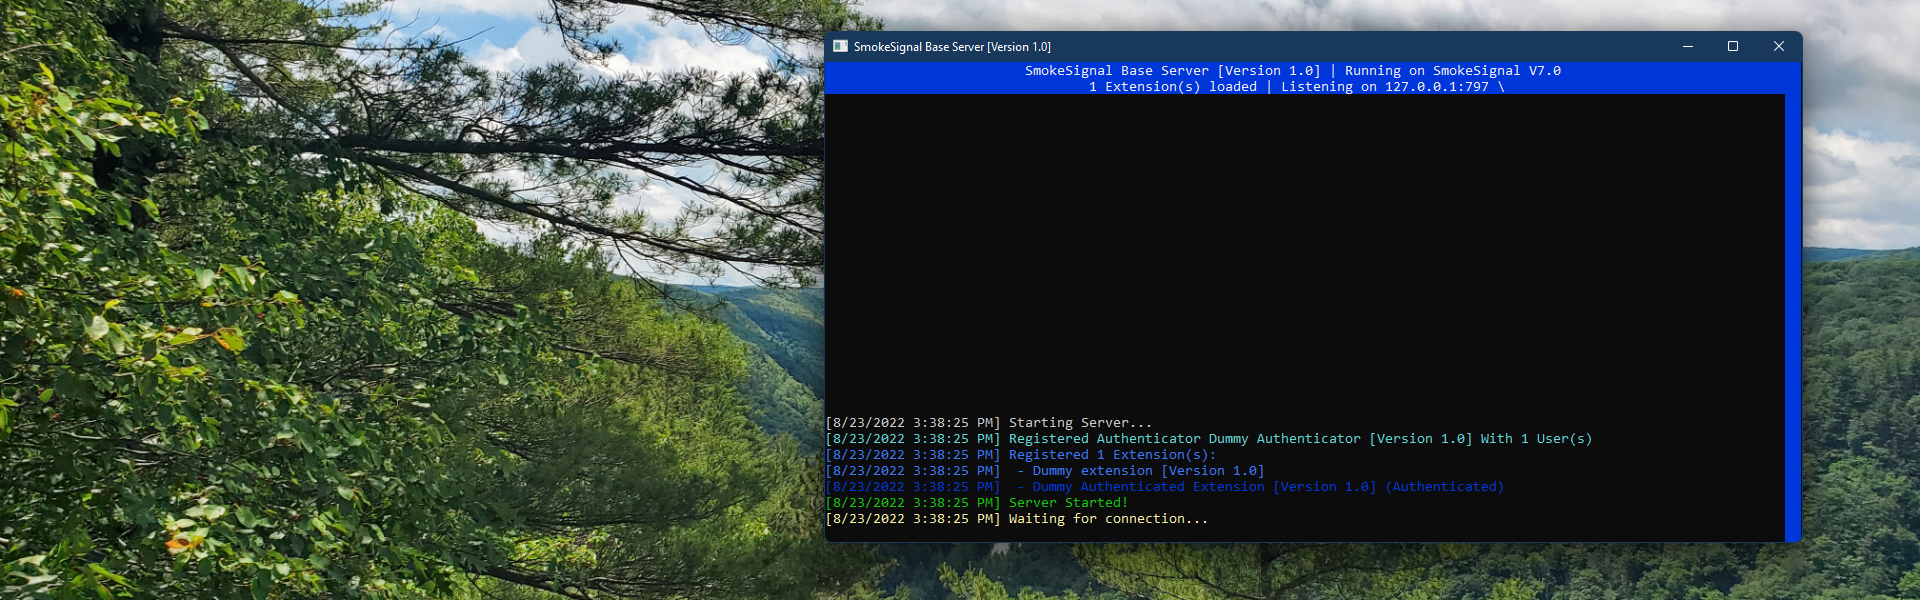 SmokeSignal Base Server [Version 1.0]
SmokeSignal Base Server [Version 1.0] | Running on SmokeSignal V7.0
1 Extension(s) loaded | Listening on 127.0.0.1:797 \
[8/23/2022 3:38:25 PM] Starting Server...
[8/23/2022 3:38:25 PM] Registered Authenticator Dummy Authenticator [Version 1.0] With 1 User(s)
[8/23/2022 3:38:25 PM] Registered 1 Extension(s):
[8/23/2022 3:38:25 PM]  - Dummy extension [Version 1.0]
[8/23/2022 3:38:25 PM]  - Dummy Authenticated Extension [Version 1.0] (Authenticated)
[8/23/2022 3:38:25 PM] Server Started!
[8/23/2022 3:38:25 PM] Waiting for connection...